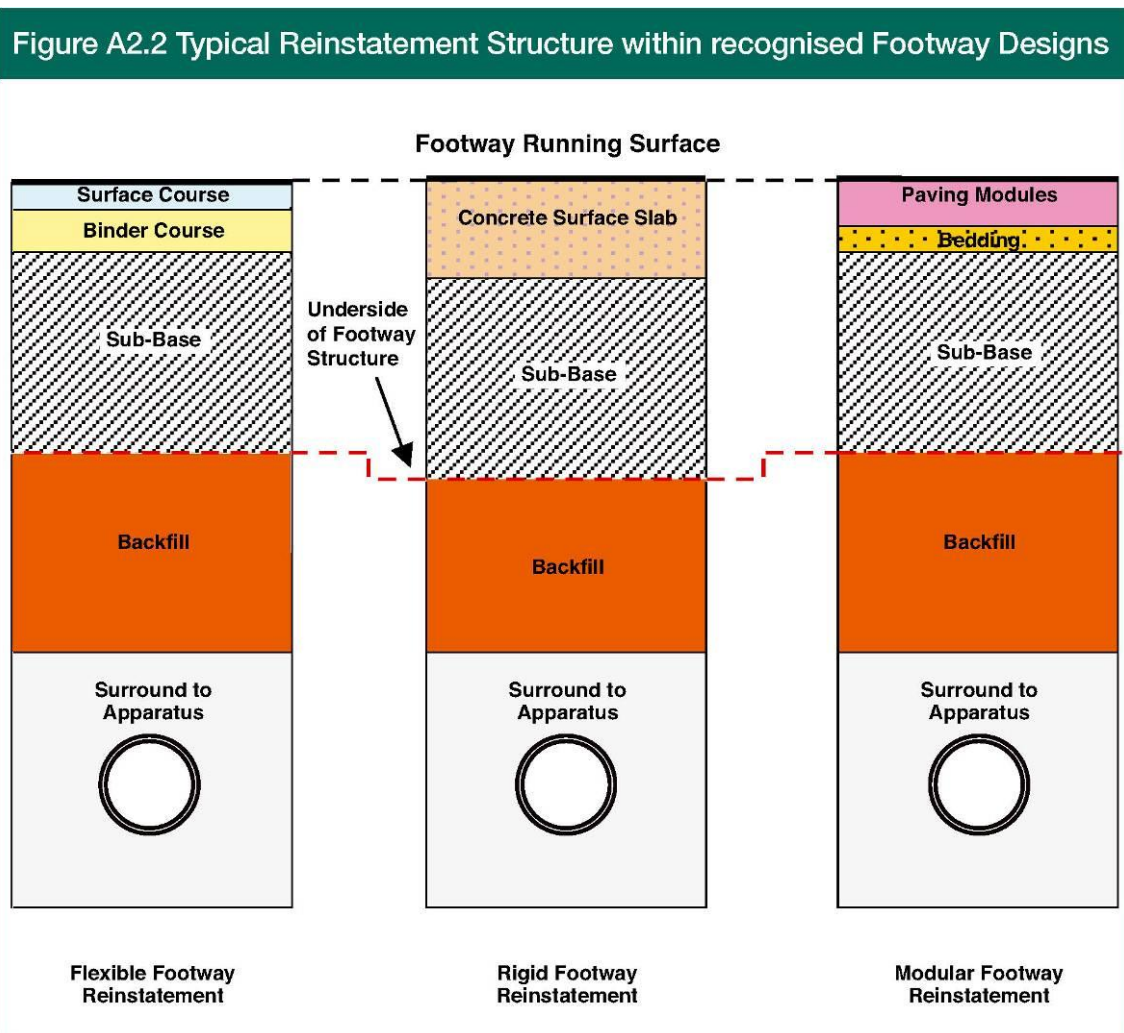 Figure A2.2 Typical Reinstatement Structure within recognised Footway Designs
Footway Running Surface
Surface Course
Binder Course
Sub-Base
Backfill
Surround to
Apparatus
Flexible Footway
Reinstatement
Underside
of Footway
Structure
Concrete Surface Slab
Sub-Base
Backfill
Surround to
Apparatus
Rigid Footway
Reinstatement
Paving Modules
Bedding
Sub-Base
Backfill
Surround to
Apparatus
Modular Footway
Reinstatement